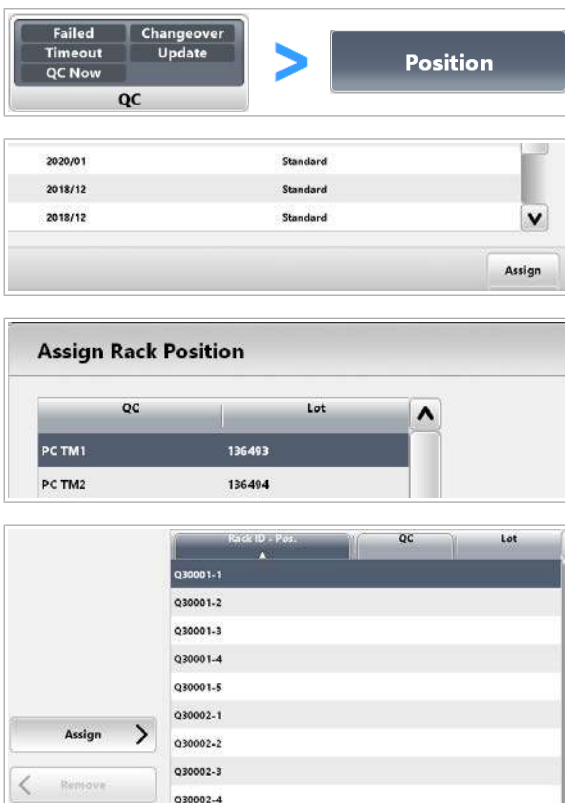 Failed Changeover
Timeout Update
QC Now
QC
> Position
2020/01 Standard
2018/12 Standard
2018/12 Standard
Assign
Assign Rack Position
QC Lot
PC TM1 136493
PC TM2 136494
Rack ID - Pos. QC Lot
Q30001-1
Q30001-2
Q30001-3
Q30001-4
Q30001-5
Q30002-1
Assign >
Q30002-2
Q30002-3
< Remove
Q30002-4